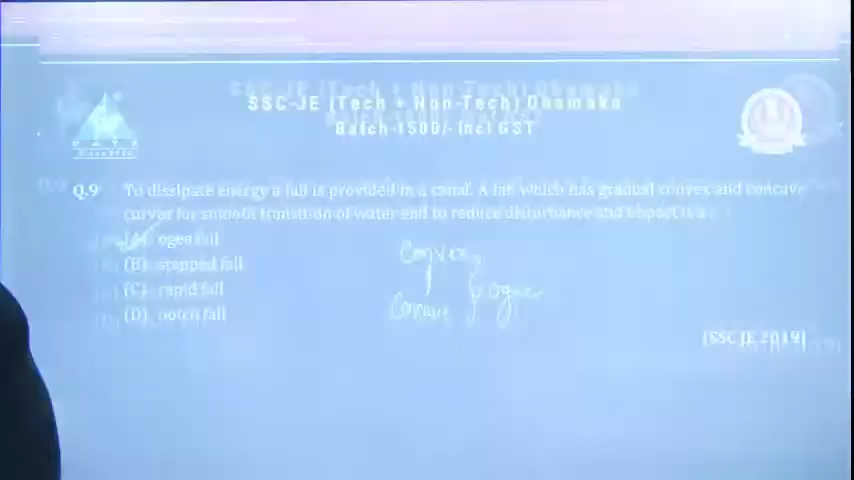 SSC-JE (Tech + Non-Tech) Dhamaka
Batch-1500/- incl GST
Q.9 To dissipate energy a fall is provided in a canal. A fall which has gradual convex and concave
curves for smooth transition of water and to reduce disturbance and impact is a
(A) ogee fall
(B) stepped fall
(C) rapid fall
(D) notch fall
Convex
Concave
ogee
[SSC JE 2019]